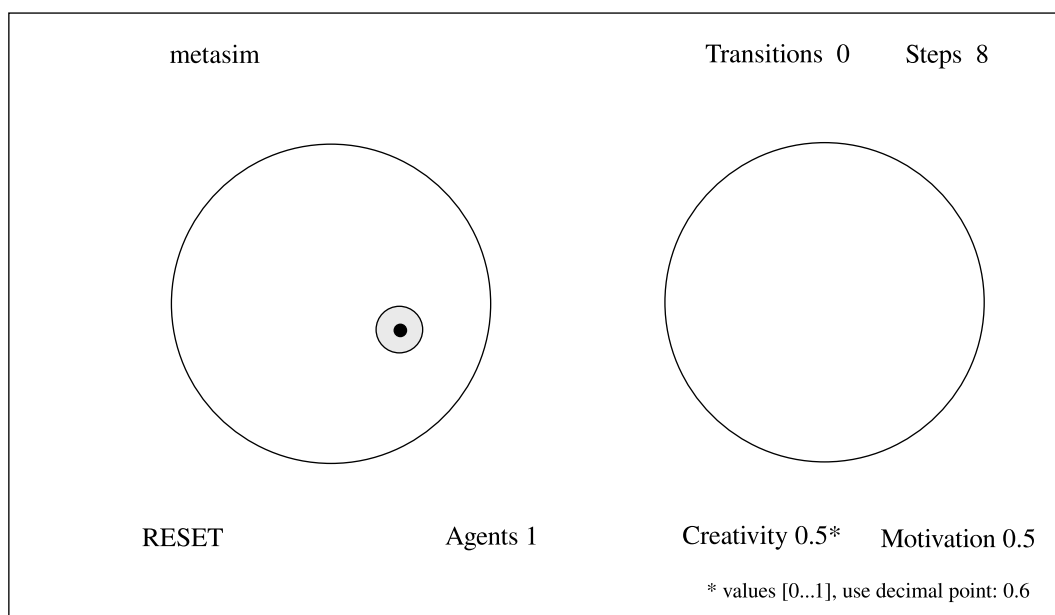 metasim Transitions 0 Steps 8
RESET Agents 1 Creativity 0.5* Motivation 0.5
* values [0...1], use decimal point: 0.6